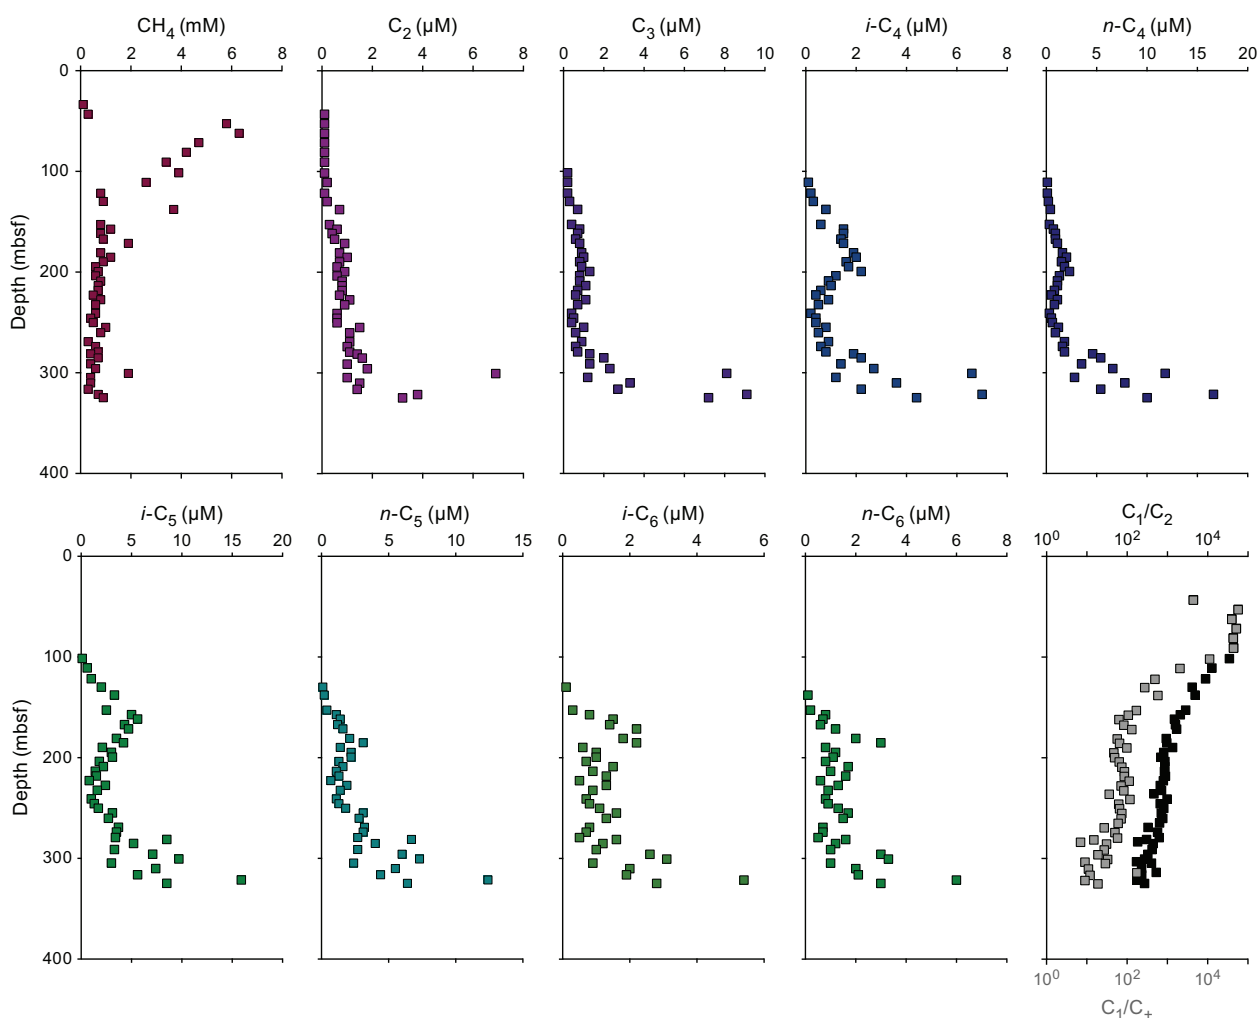 CH4 (mM) C2 (µM) C3 (µM) i-C4 (µM) n-C4 (µM)
0 2 4 6 8 0 2 4 6 8 0 2 4 6 8 10 0 2 4 6 8 0 5 10 15 20
0
100
200
300
400
Depth (mbsf)
i-C5 (µM) n-C5 (µM) i-C6 (µM) n-C6 (µM) C1/C2
0 5 10 15 20 0 5 10 15 0 2 4 6 0 2 4 6 8 10^0 10^2 10^4
0
100
200
300
400
Depth (mbsf)
10^0 10^2 10^4
C1/C+